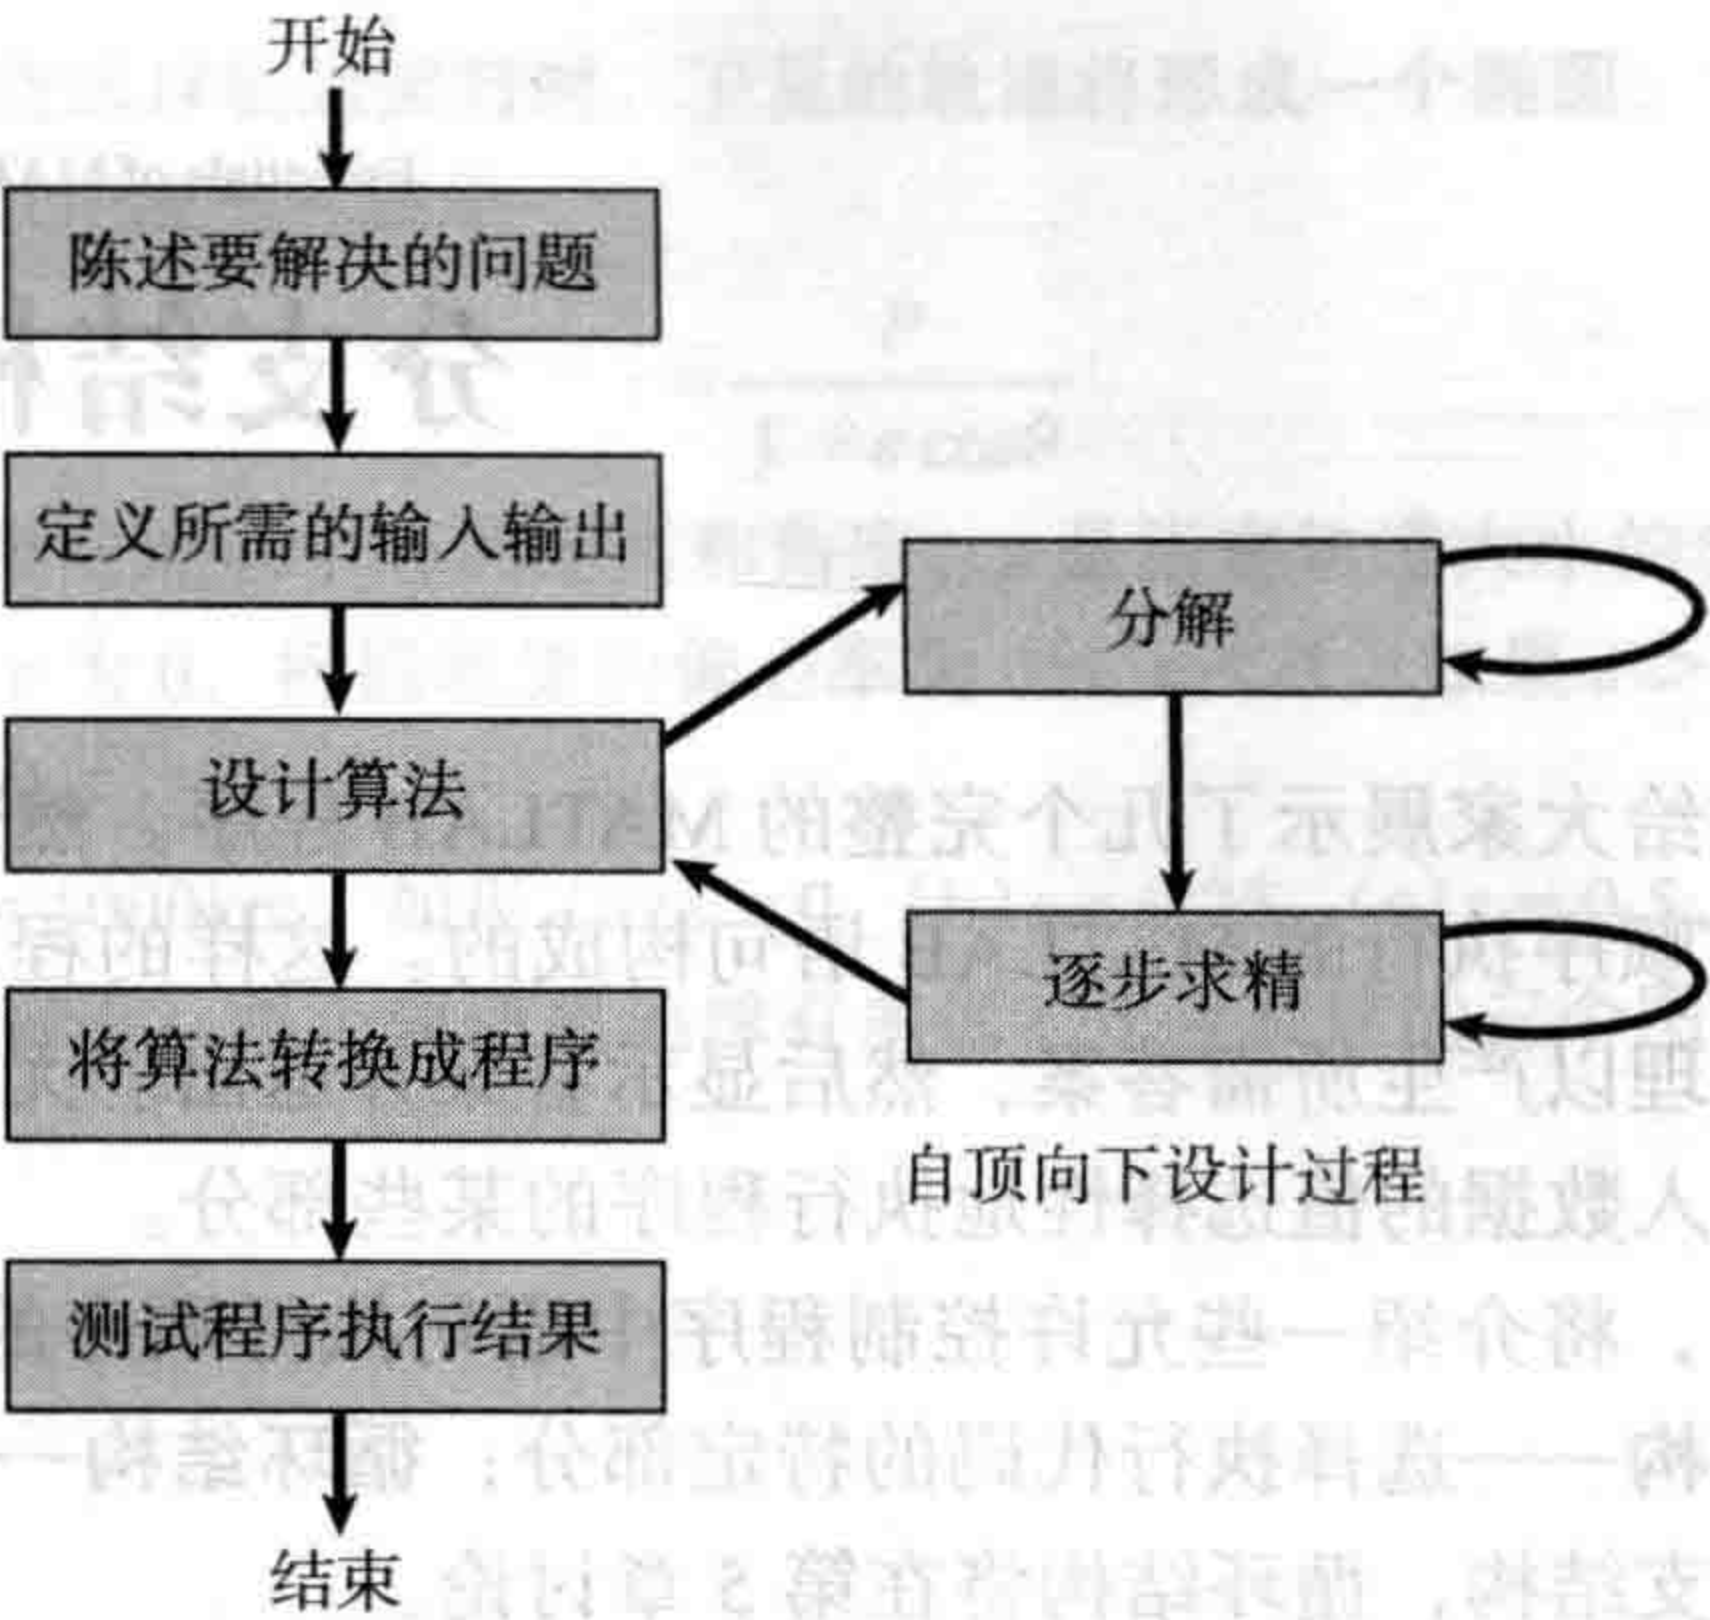 开始
陈述要解决的问题
定义所需的输入输出
设计算法
将算法转换成程序
测试程序执行结果
结束
分解
逐步求精
自顶向下设计过程